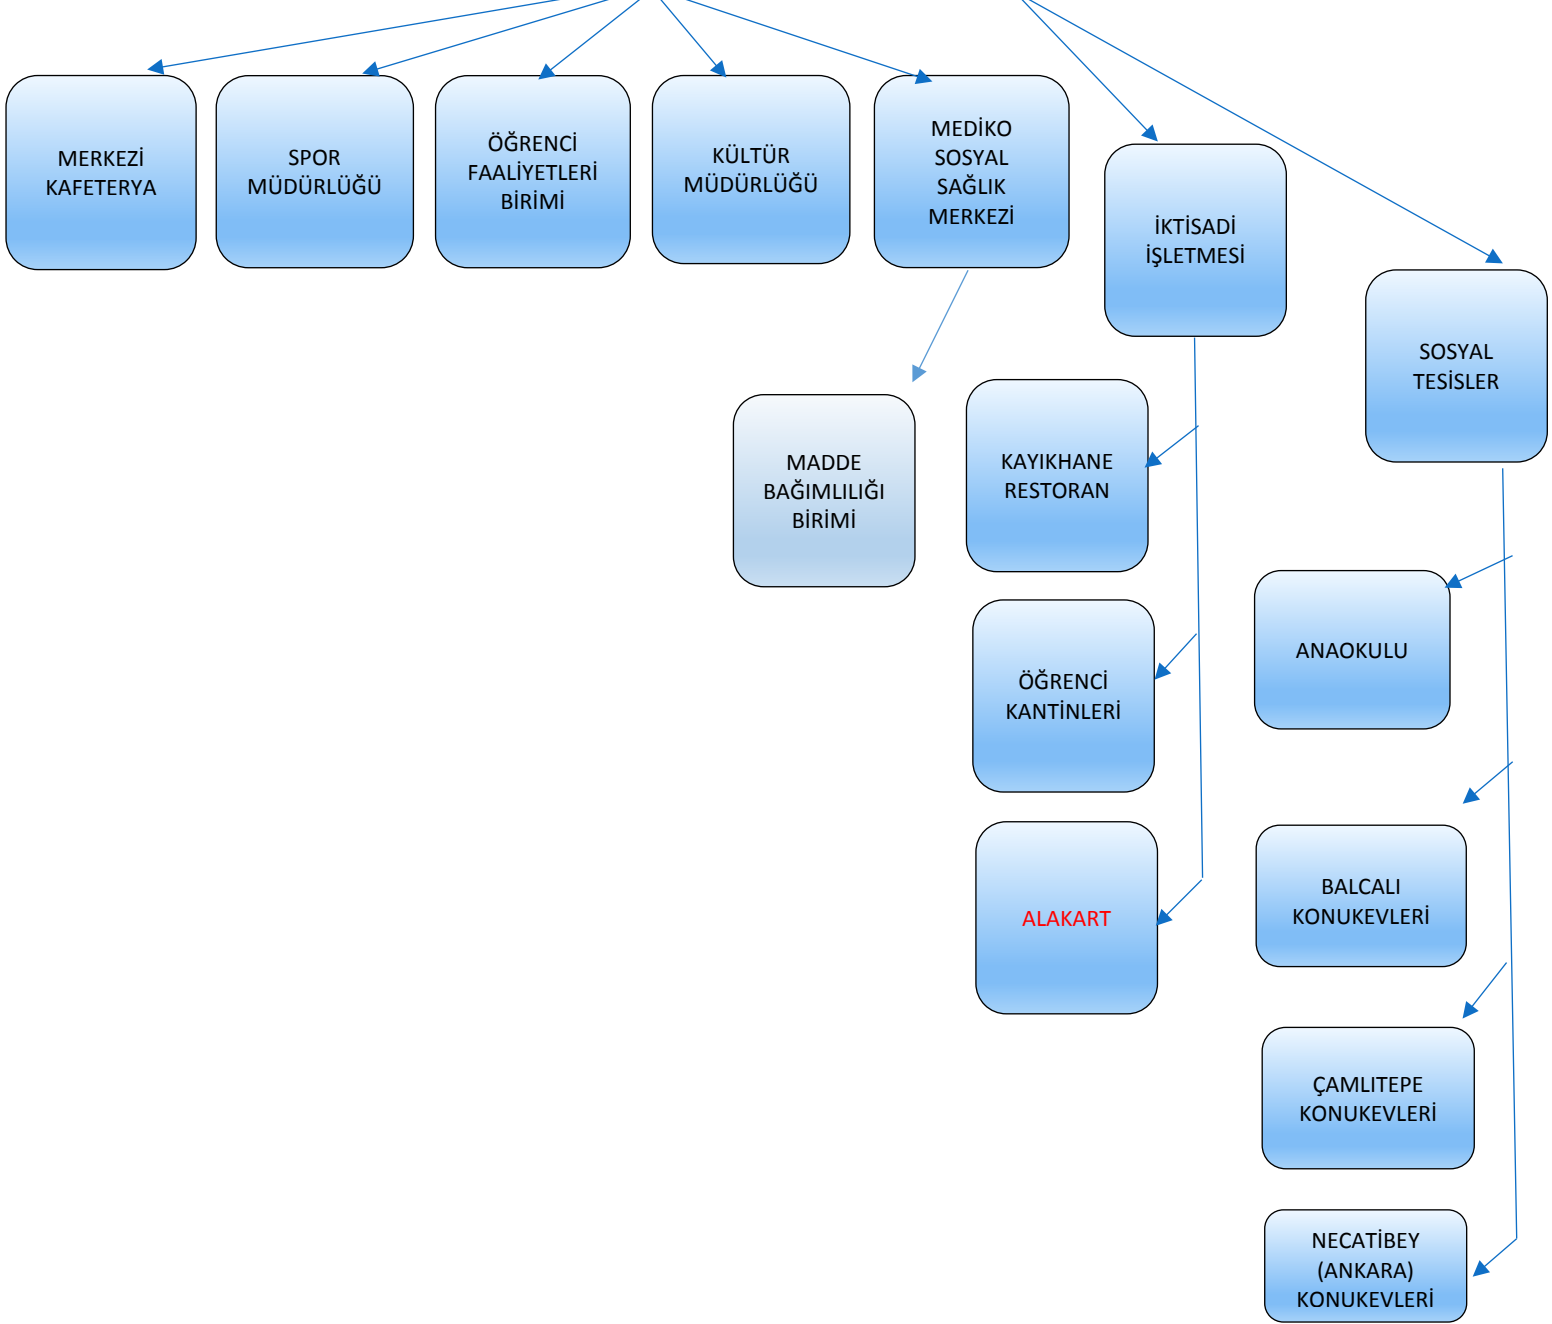 MERKEZİ
KAFETERYA
SPOR
MÜDÜRLÜĞÜ
ÖĞRENCİ
FAALİYETLERİ
BİRİMİ
KÜLTÜR
MÜDÜRLÜĞÜ
MEDİKO
SOSYAL
SAĞLIK
MERKEZİ
İKTİSADİ
İŞLETMESİ
SOSYAL
TESİSLER
MADDE
BAĞIMLILIĞI
BİRİMİ
KAYIKHANE
RESTORAN
ÖĞRENCİ
KANTİNLERİ
ALAKART
ANAOKULU
BALCALI
KONUKEVLERİ
ÇAMLITEPE
KONUKEVLERİ
NECATİBEY
(ANKARA)
KONUKEVLERİ